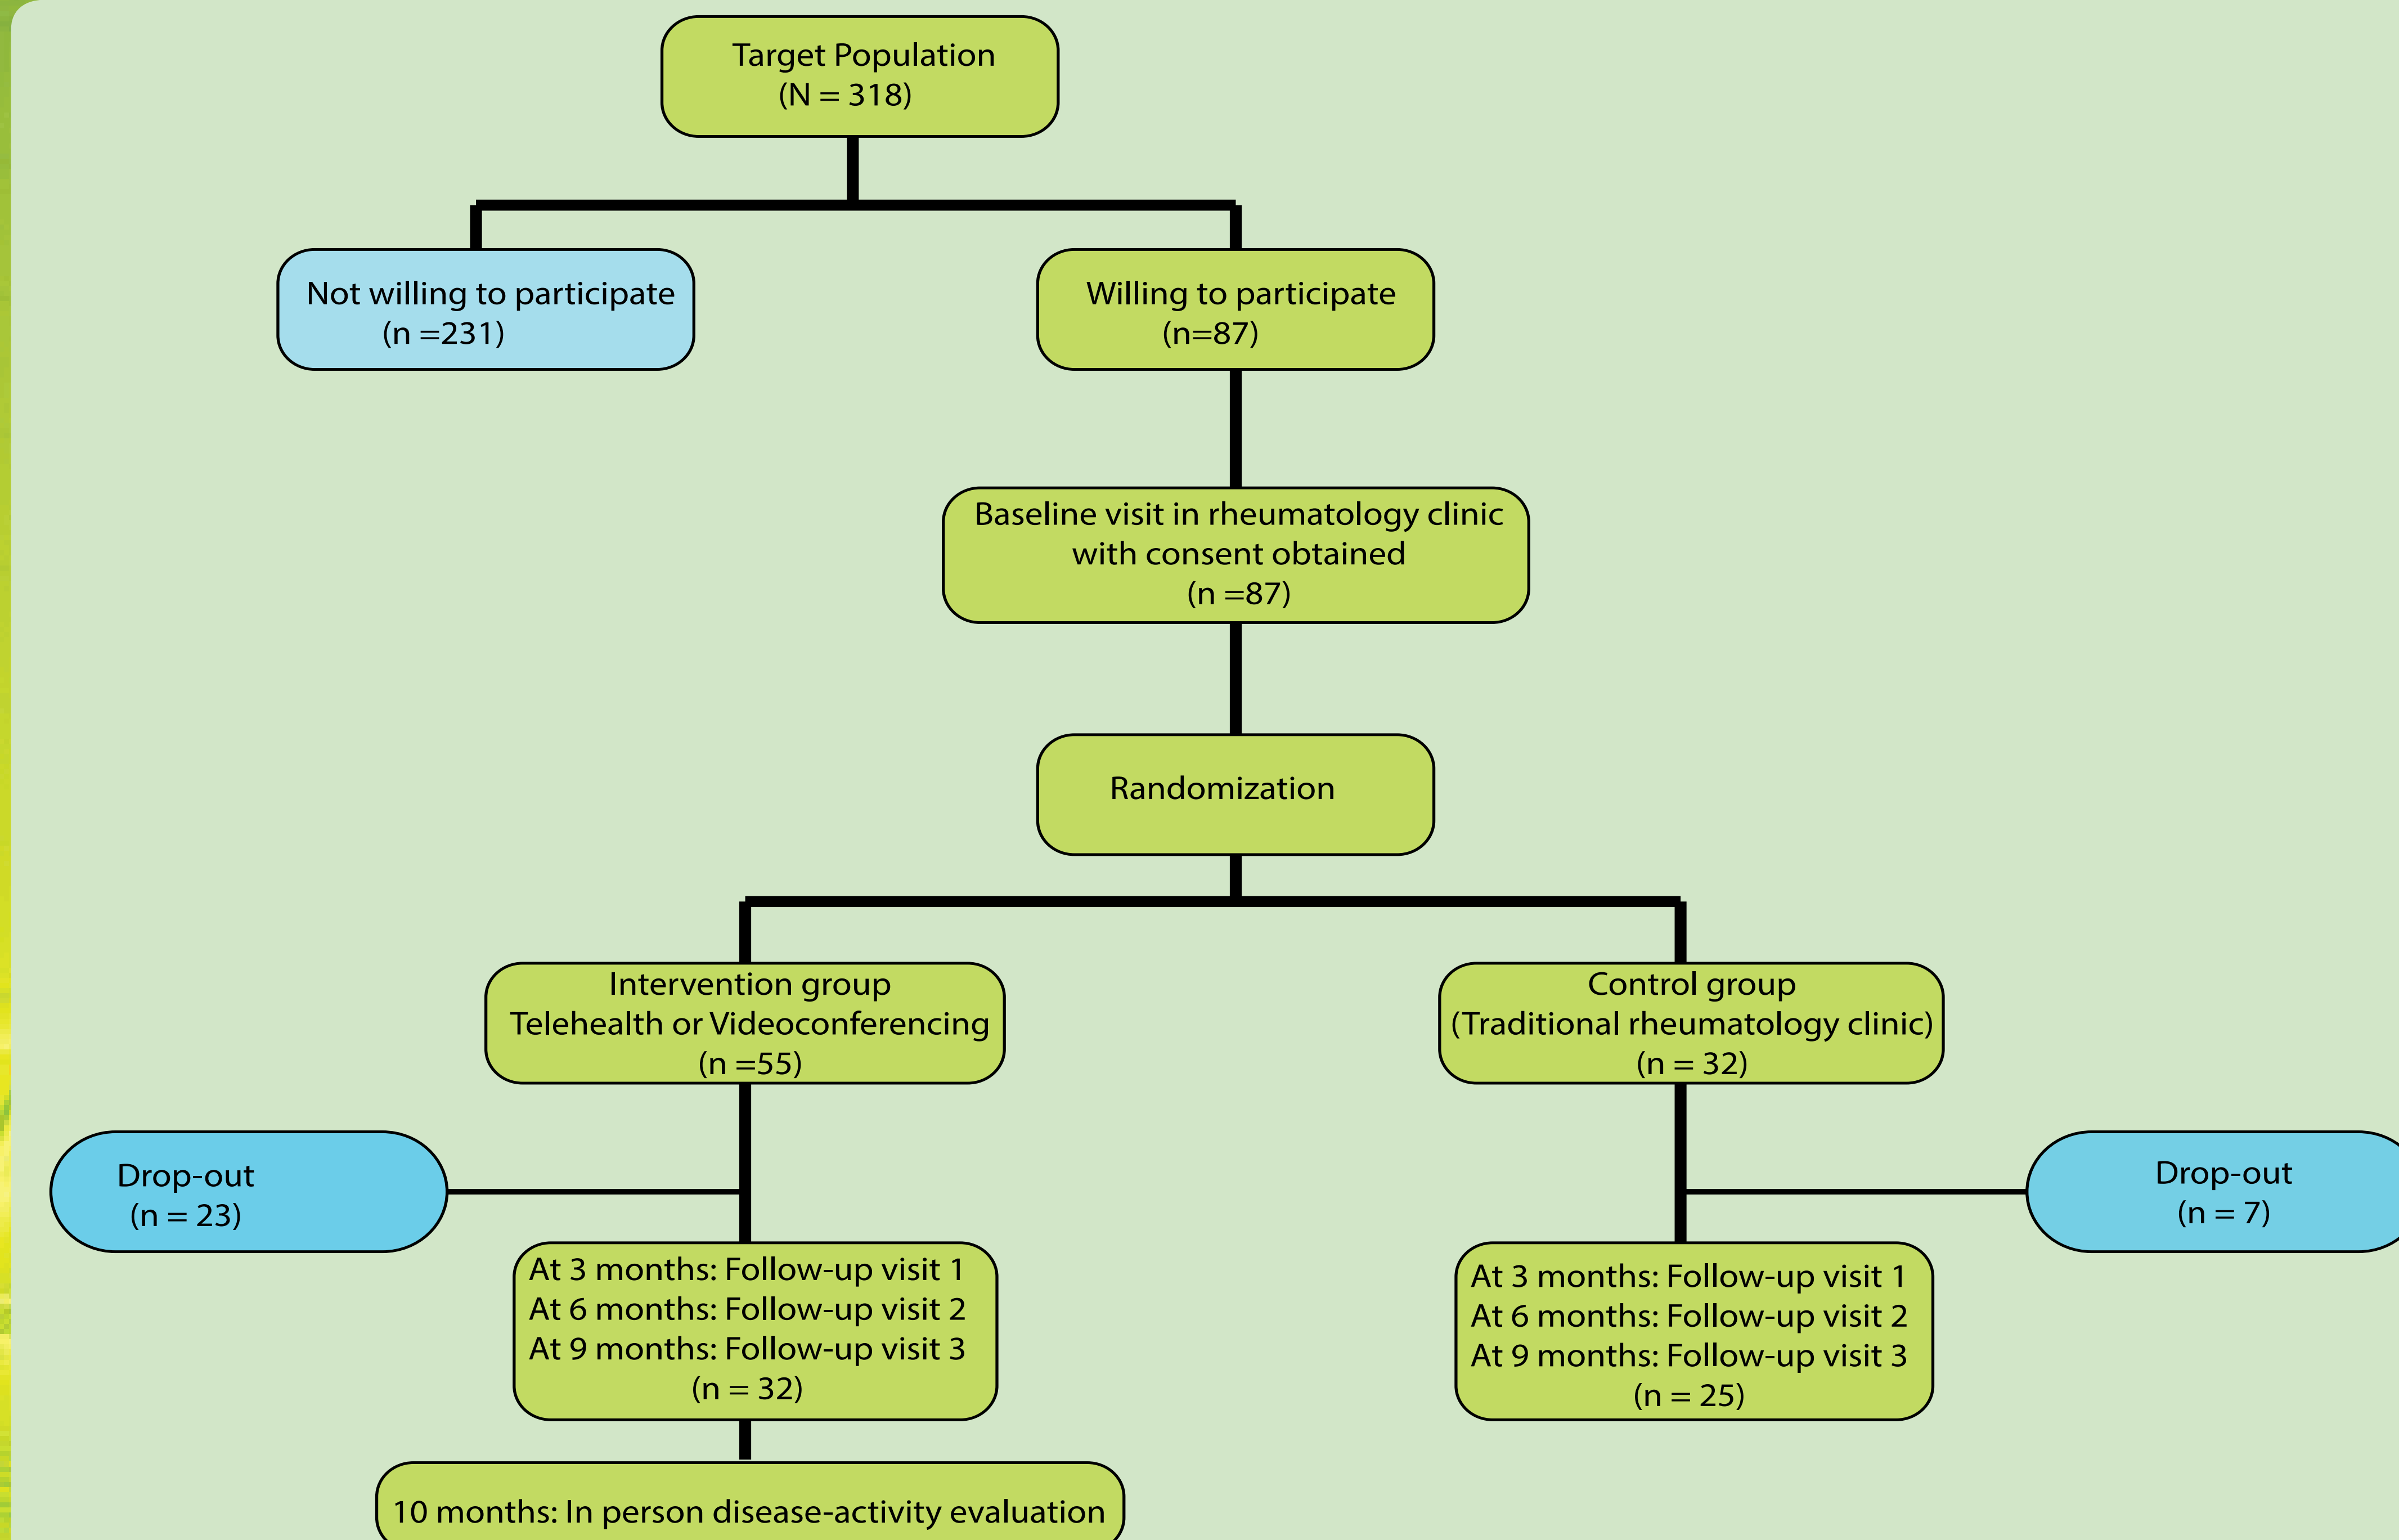 Target Population
(N = 318)
Not willing to participate
(n =231)
Willing to participate
(n=87)
Baseline visit in rheumatology clinic
with consent obtained
(n =87)
Randomization
Intervention group
Telehealth or Videoconferencing
(n =55)
Control group
(Traditional rheumatology clinic)
(n = 32)
Drop-out
(n = 23)
Drop-out
(n = 7)
At 3 months: Follow-up visit 1
At 6 months: Follow-up visit 2
At 9 months: Follow-up visit 3
(n = 32)
At 3 months: Follow-up visit 1
At 6 months: Follow-up visit 2
At 9 months: Follow-up visit 3
(n = 25)
10 months: In person disease-activity evaluation